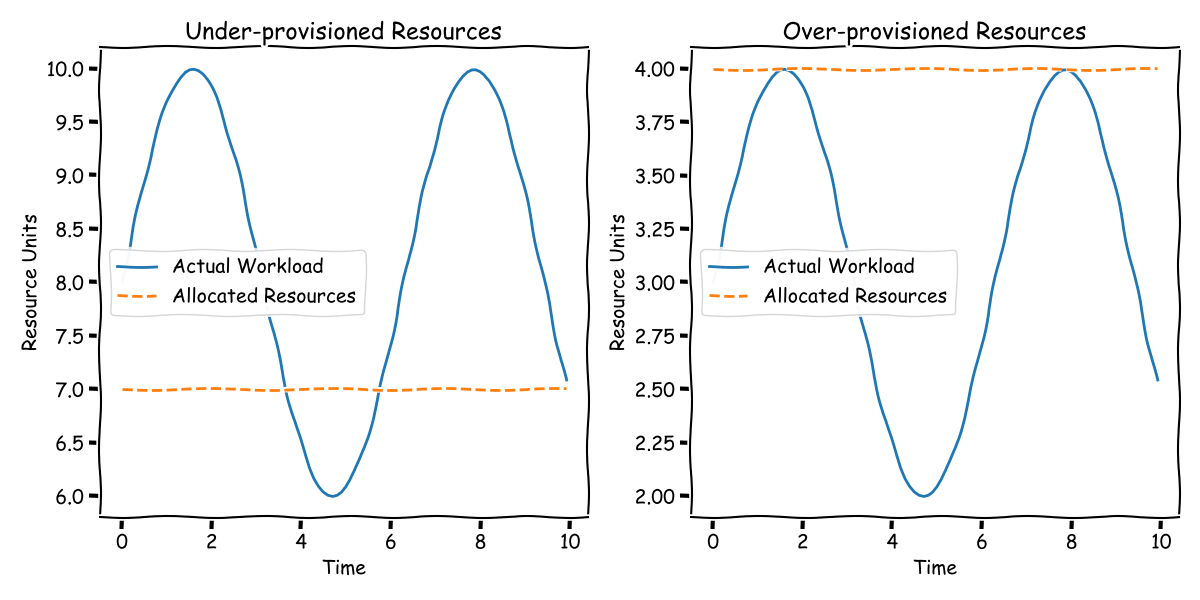 Under-provisioned Resources
Resource Units
10.0
9.5
9.0
8.5
8.0
7.5
7.0
6.5
6.0
Actual Workload
Allocated Resources
0 2 4 6 8 10
Time
Over-provisioned Resources
Resource Units
4.00
3.75
3.50
3.25
3.00
2.75
2.50
2.25
2.00
Actual Workload
Allocated Resources
0 2 4 6 8 10
Time